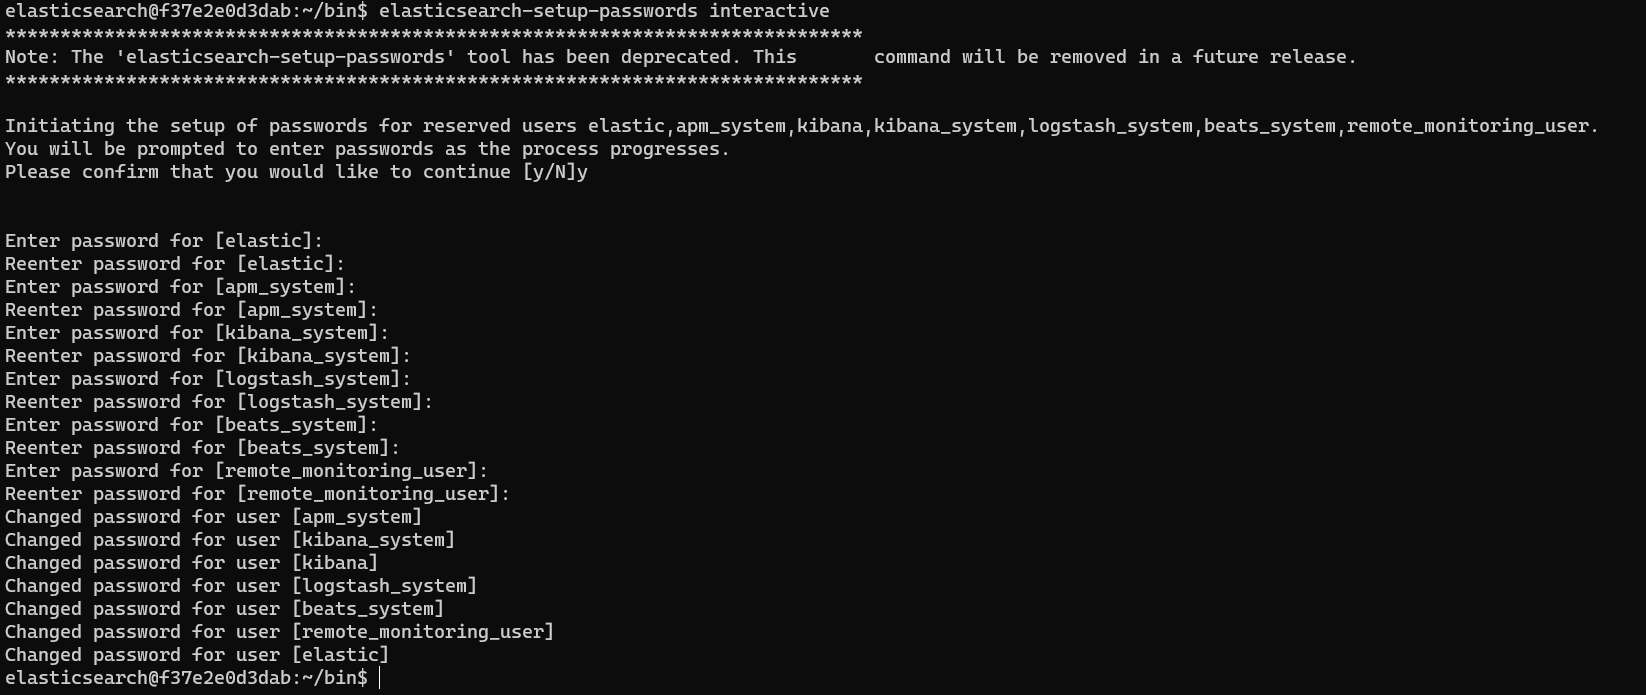 elasticsearch@f37e2e0d3dab:~/bin$ elasticsearch-setup-passwords interactive
******************************************************************************
Note: The 'elasticsearch-setup-passwords' tool has been deprecated. This       command will be removed in a future release.
******************************************************************************

Initiating the setup of passwords for reserved users elastic,apm_system,kibana,kibana_system,logstash_system,beats_system,remote_monitoring_user.
You will be prompted to enter passwords as the process progresses.
Please confirm that you would like to continue [y/N]y


Enter password for [elastic]:
Reenter password for [elastic]:
Enter password for [apm_system]:
Reenter password for [apm_system]:
Enter password for [kibana_system]:
Reenter password for [kibana_system]:
Enter password for [logstash_system]:
Reenter password for [logstash_system]:
Enter password for [beats_system]:
Reenter password for [beats_system]:
Enter password for [remote_monitoring_user]:
Reenter password for [remote_monitoring_user]:
Changed password for user [apm_system]
Changed password for user [kibana_system]
Changed password for user [kibana]
Changed password for user [logstash_system]
Changed password for user [beats_system]
Changed password for user [remote_monitoring_user]
Changed password for user [elastic]
elasticsearch@f37e2e0d3dab:~/bin$